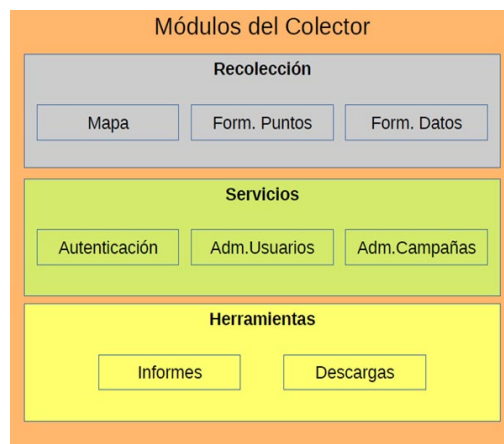 Módulos del Colector
Recolección
Mapa
Form. Puntos
Form. Datos
Servicios
Autenticación
Adm.Usuarios
Adm.Campañas
Herramientas
Informes
Descargas